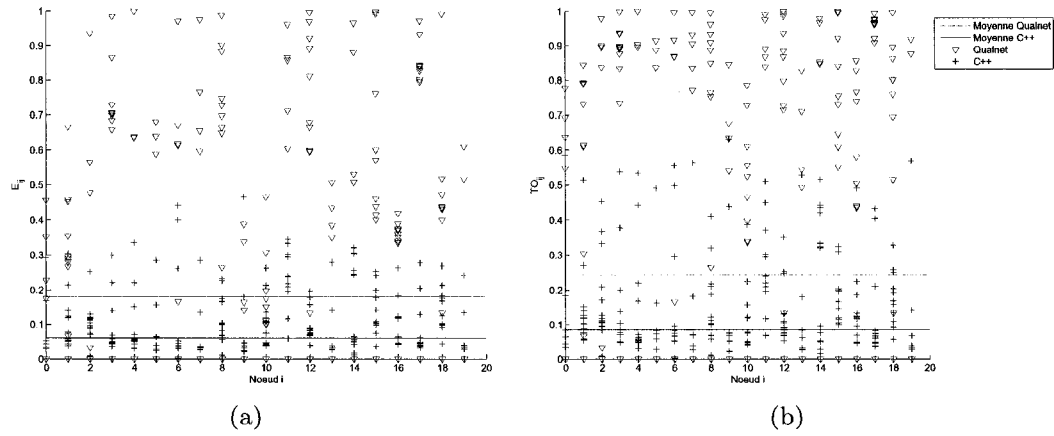 1
0.9
0.8
0.7
0.6
0.5
0.4
0.3
0.2
0.1
0
E_ij
0 2 4 6 8 10 12 14 16 18 20
Noeud i
(a)
1
0.9
0.8
0.7
0.6
0.5
0.4
0.3
0.2
0.1
0
TO_ij
0 2 4 6 8 10 12 14 16 18 20
Noeud i
(b)
Moyenne Qualnet
Moyenne C++
Qualnet
C++